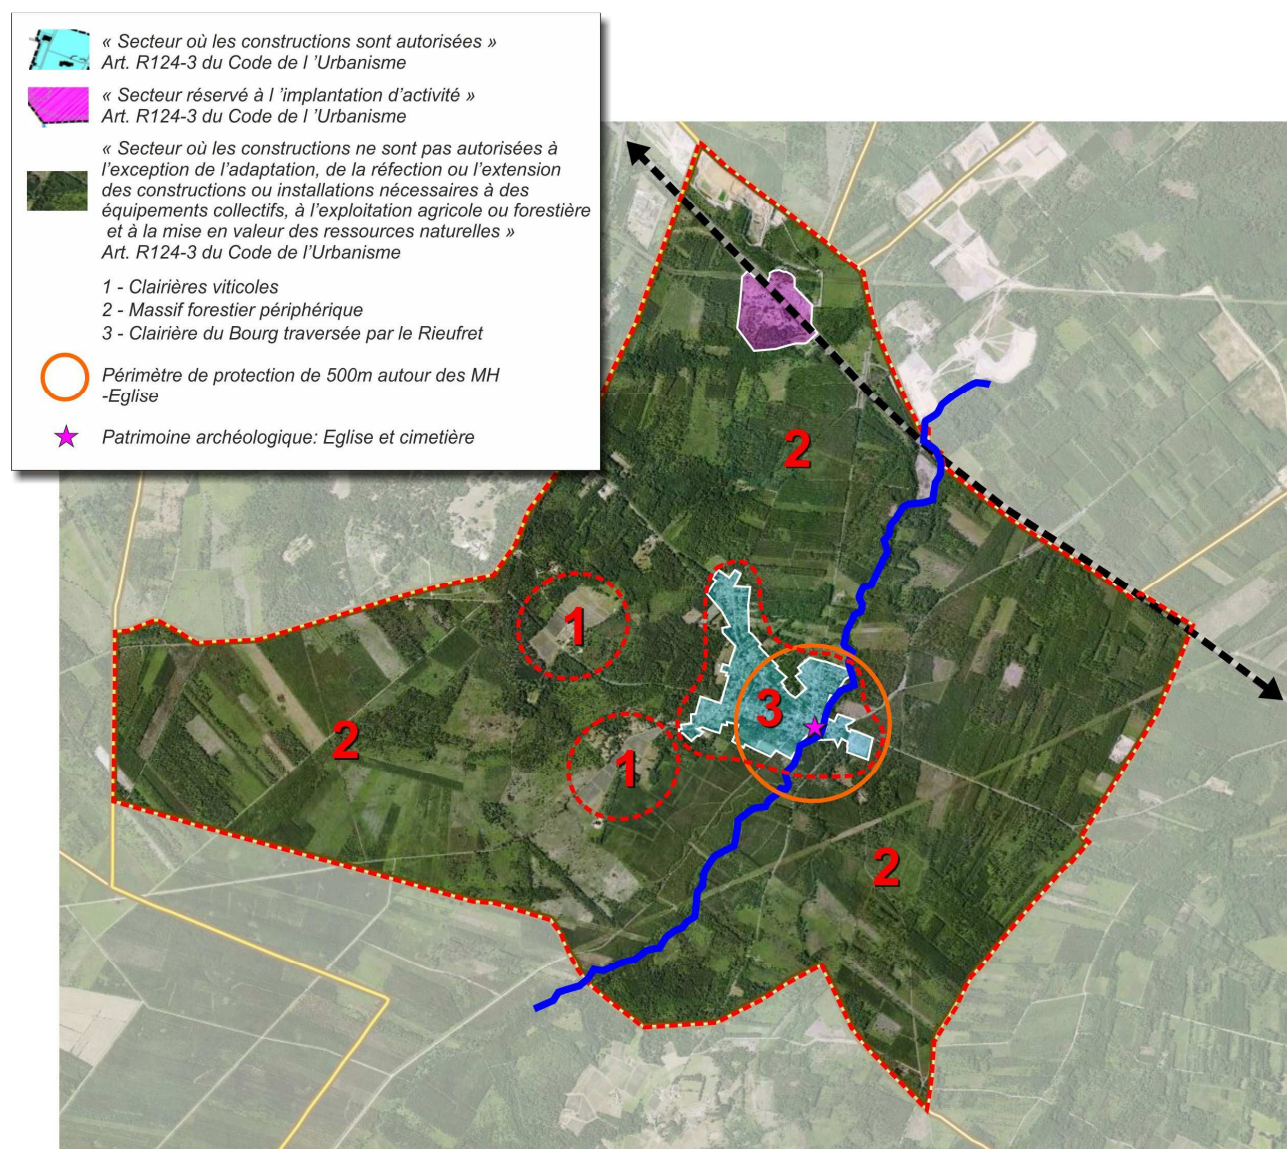 « Secteur où les constructions sont autorisées »
Art. R124-3 du Code de l ’Urbanisme
« Secteur réservé à l ’implantation d’activité »
Art. R124-3 du Code de l ’Urbanisme
« Secteur où les constructions ne sont pas autorisées à
l’exception de l’adaptation, de la réfection ou l’extension
des constructions ou installations nécessaires à des
équipements collectifs, à l’exploitation agricole ou forestière
et à la mise en valeur des ressources naturelles »
Art. R124-3 du Code de l’Urbanisme
1 - Clairières viticoles
2 - Massif forestier périphérique
3 - Clairière du Bourg traversée par le Rieufret
Périmètre de protection de 500m autour des MH
-Eglise
Patrimoine archéologique: Eglise et cimetière
2
1
3
2
1
2